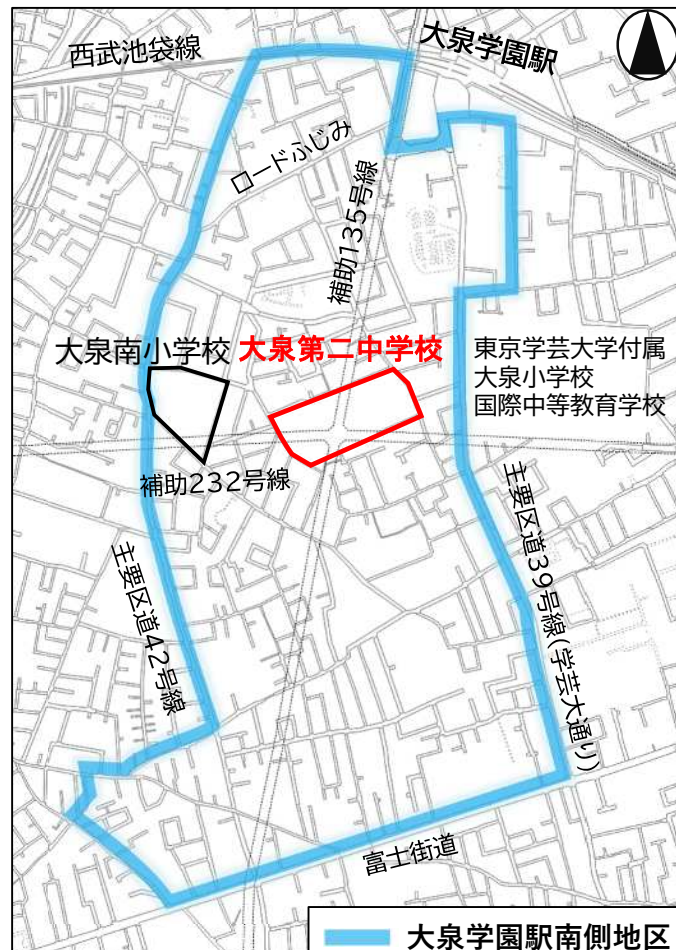 大泉学園駅
西武池袋線
ロードふじみ
補助135号線
大泉南小学校
大泉第二中学校
東京学芸大学付属
大泉小学校
国際中等教育学校
補助232号線
主要区道42号線
主要区道39号線(学芸大通り)
富士街道
大泉学園駅南側地区